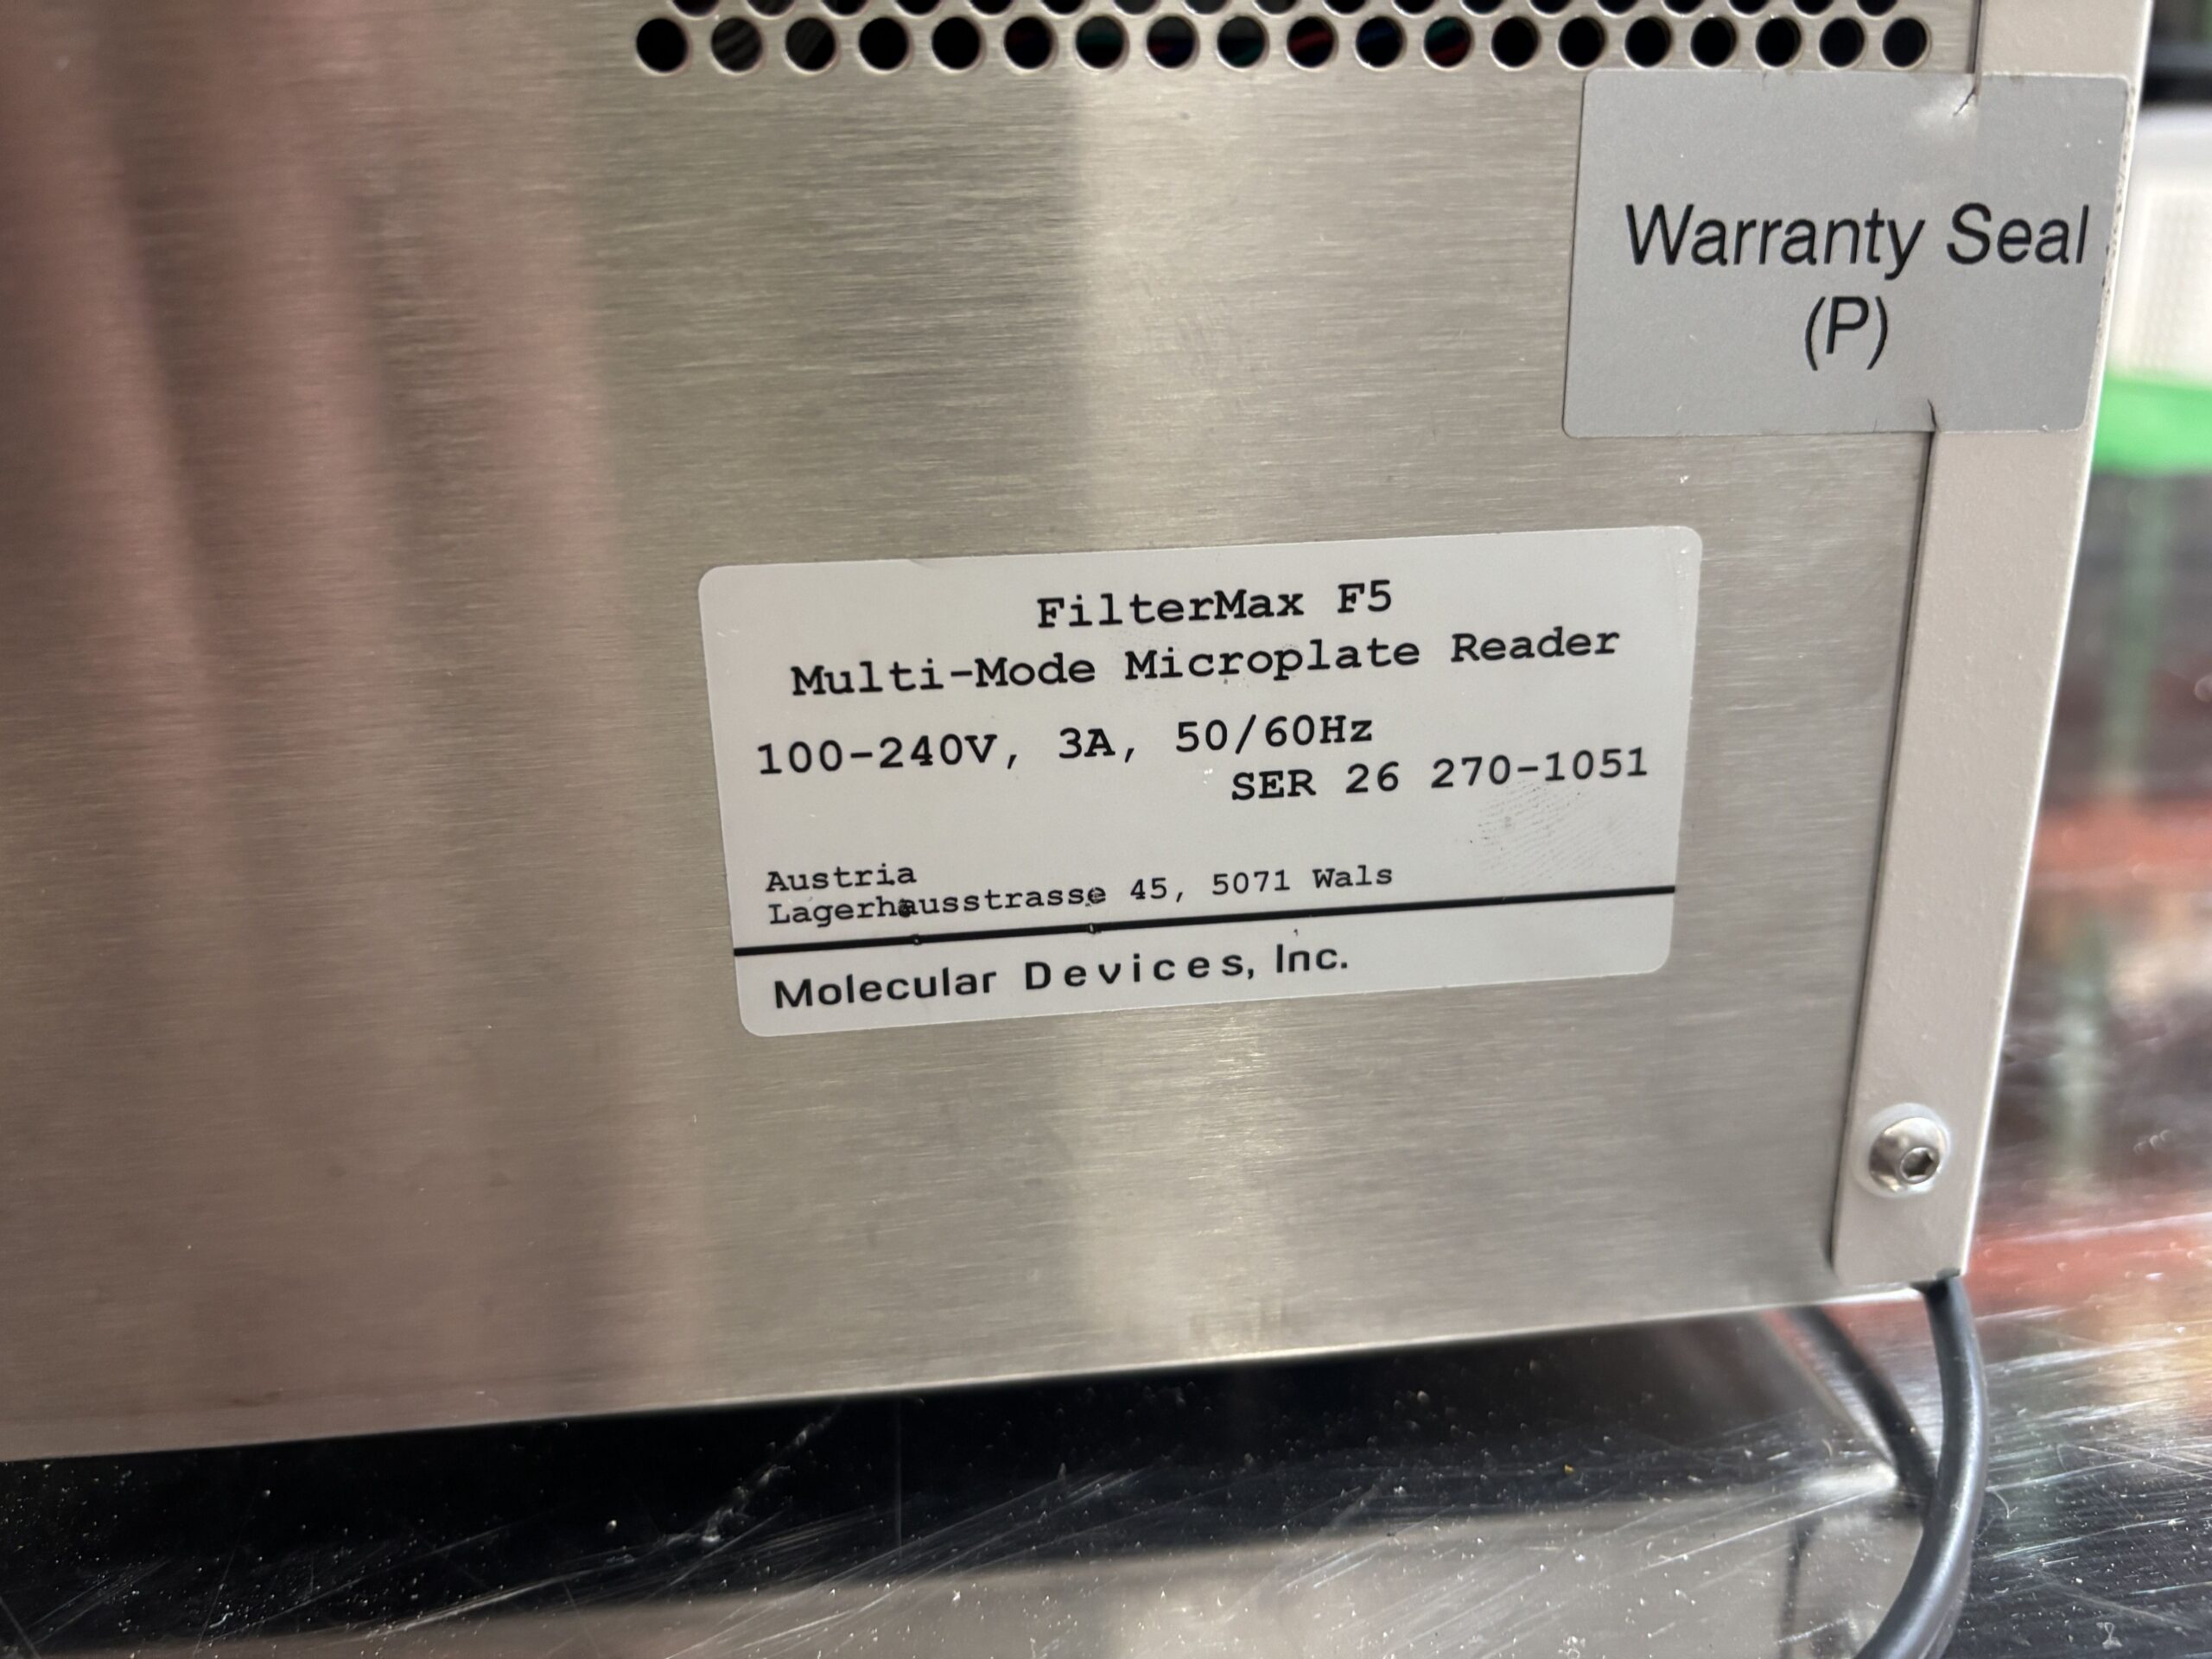 Warranty Seal
(P)
FilterMax F5
Multi-Mode Microplate Reader
100-240V, 3A, 50/60Hz
SER 26 270-1051
Austria
Lagerhausstrasse 45, 5071 Wals
Molecular Devices, Inc.